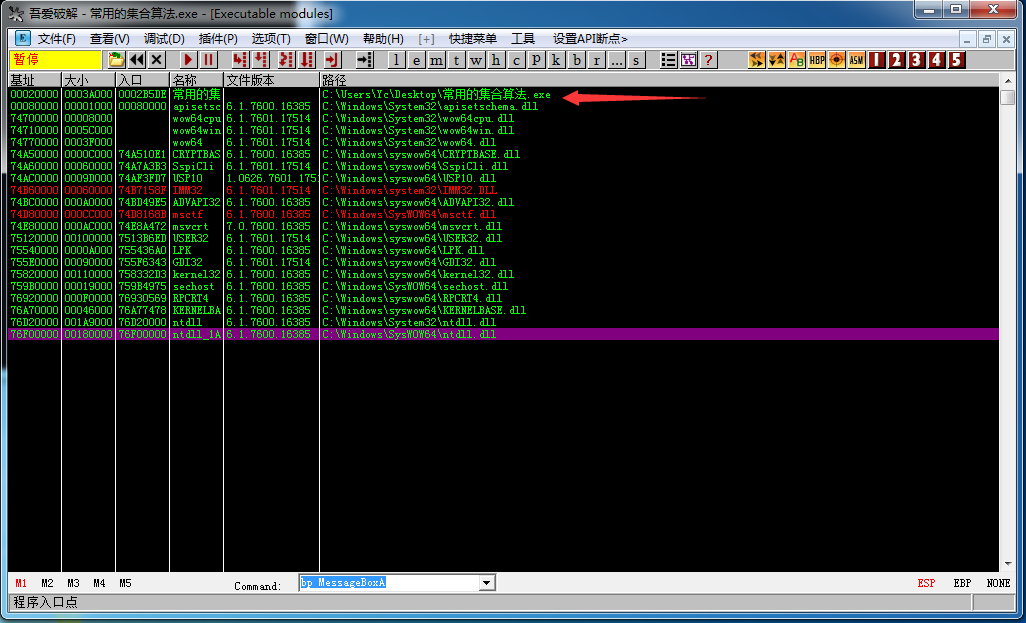 吾爱破解 - 常用的集合算法.exe - [Executable modules]
文件(F) 查看(V) 调试(D) 插件(P) 选项(T) 窗口(W) 帮助(H) [+] 快捷菜单 工具 设置API断点>
暂停 l e m t w h c P k b r ... s ? AB HBP ASM 1 2 3 4 5
基址 大小 入口 名称 文件版本 路径
00020000 0003A000 0002B5DE 常用的集 C:\Users\Yc\Desktop\常用的集合算法.exe
00080000 00001000 00080000 apisetsc 6.1.7600.16385 C:\Windows\System32\apisetschema.dll
74700000 00008000 wow64cpu 6.1.7601.17514 C:\Windows\System32\wow64cpu.dll
74710000 0005C000 wow64win 6.1.7601.17514 C:\Windows\System32\wow64win.dll
74770000 0003F000 wow64 6.1.7601.17514 C:\Windows\System32\wow64.dll
74A50000 0000C000 74A510E1 CRYPTBAS 6.1.7600.16385 C:\Windows\syswow64\CRYPTBASE.dll
74A60000 00060000 74A7A3B3 SspiCli 6.1.7601.17514 C:\Windows\syswow64\SspiCli.dll
74AC0000 0009D000 74AF3FD7 USP10 1.0626.7601.175 C:\Windows\syswow64\USP10.dll
74B60000 00060000 74B7158F IMM32 6.1.7601.17514 C:\Windows\system32\IMM32.DLL
74BC0000 000A0000 74BD49E5 ADVAPI32 6.1.7600.16385 C:\Windows\syswow64\ADVAPI32.dll
74D80000 000CC000 74D8168B msctf 6.1.7600.16385 C:\Windows\SysWOW64\msctf.dll
74E80000 000AC000 74E8A472 msvcrt 7.0.7600.16385 C:\Windows\syswow64\msvcrt.dll
75120000 00100000 7513B6ED USER32 6.1.7601.17514 C:\Windows\syswow64\USER32.dll
75540000 0000A000 755436A0 LPK 6.1.7600.16385 C:\Windows\syswow64\LPK.dll
755E0000 00090000 755F6343 GDI32 6.1.7601.17514 C:\Windows\syswow64\GDI32.dll
75820000 00110000 758332D3 kernel32 6.1.7600.16385 C:\Windows\syswow64\kernel32.dll
759B0000 00019000 759B4975 sechost 6.1.7600.16385 C:\Windows\SysWOW64\sechost.dll
76920000 000F0000 76930569 RPCRT4 6.1.7600.16385 C:\Windows\syswow64\RPCRT4.dll
76A70000 00046000 76A77478 KERNELBA 6.1.7600.16385 C:\Windows\syswow64\KERNELBASE.dll
76D20000 001A9000 76D20000 ntdll 6.1.7600.16385 C:\Windows\System32\ntdll.dll
76F00000 00180000 76F00000 ntdll_1A 6.1.7600.16385 C:\Windows\SysWOW64\ntdll.dll
M1 M2 M3 M4 M5 Command: bp MessageBoxA ESP EBP NONE
程序入口点